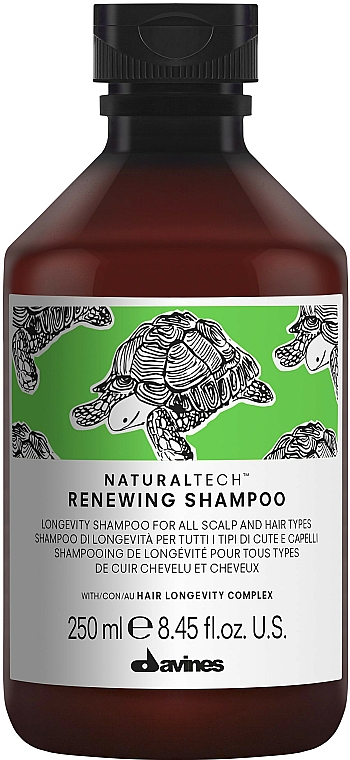 NATURALTECH™
RENEWING SHAMPOO
LONGEVITY SHAMPOO FOR ALL SCALP AND HAIR TYPES
SHAMPOO DI LONGEVITÀ PER TUTTI I TIPI DI CUTE E CAPELLI
SHAMPOOING DE LONGÉVITÉ POUR TOUS TYPES
DE CUIR CHEVELU ET CHEVEUX
WITH/CON/AU HAIR LONGEVITY COMPLEX
250 ml ℮ 8.45 fl.oz. U.S.
davines